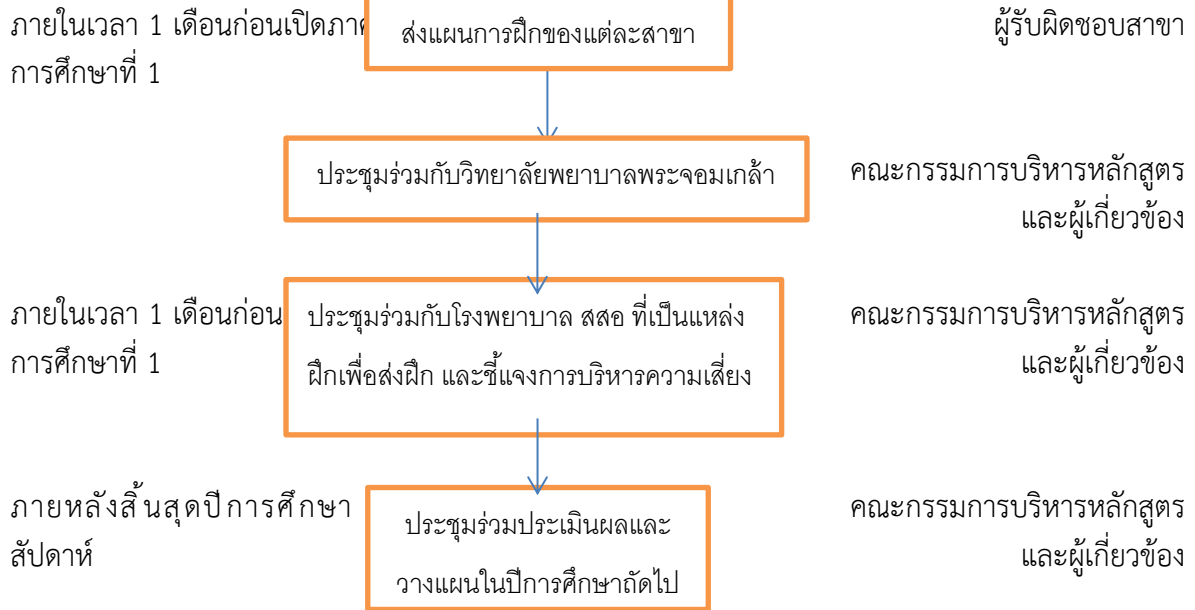 ภายในเวลา 1 เดือนก่อนเปิดภาค
การศึกษาที่ 1
ส่งแผนการฝึกของแต่ละสาขา
ผู้รับผิดชอบสาขา
ประชุมร่วมกับวิทยาลัยพยาบาลพระจอมเกล้า
คณะกรรมการบริหารหลักสูตร
และผู้เกี่ยวข้อง
ภายในเวลา 1 เดือนก่อน
การศึกษาที่ 1
ประชุมร่วมกับโรงพยาบาล สสอ ที่เป็นแหล่ง
ฝึกเพื่อส่งฝึก และชี้แจงการบริหารความเสี่ยง
คณะกรรมการบริหารหลักสูตร
และผู้เกี่ยวข้อง
ภายหลังสิ้นสุดปีการศึกษา
สัปดาห์
ประชุมร่วมประเมินผลและ
วางแผนในปีการศึกษาถัดไป
คณะกรรมการบริหารหลักสูตร
และผู้เกี่ยวข้อง